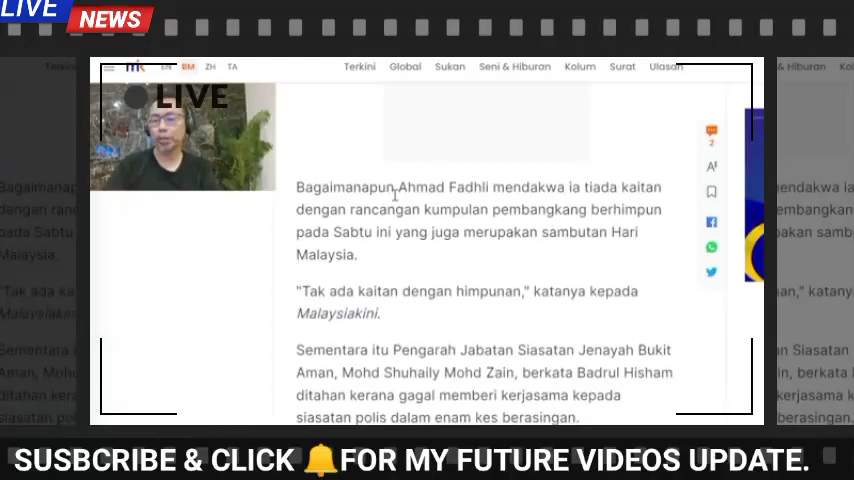 LIVE
NEWS
mk
EN BM ZH TA
Terkini Global Sukan Seni & Hiburan Kolum Surat Ulasan
LIVE
2
Bagaimanapun Ahmad Fadhli mendakwa ia tiada kaitan
dengan rancangan kumpulan pembangkang berhimpun
pada Sabtu ini yang juga merupakan sambutan Hari
Malaysia.
"Tak ada kaitan dengan himpunan," katanya kepada
Malaysiakini.
Sementara itu Pengarah Jabatan Siasatan Jenayah Bukit
Aman, Mohd Shuhaily Mohd Zain, berkata Badrul Hisham
ditahan kerana gagal memberi kerjasama kepada
siasatan polis dalam enam kes berasingan.
SUSBCRIBE & CLICK 🔔FOR MY FUTURE VIDEOS UPDATE.